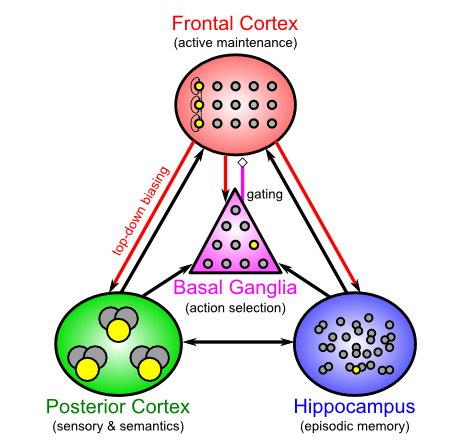 Frontal Cortex
(active maintenance)
top-down biasing
gating
Basal Ganglia
(action selection)
Posterior Cortex
(sensory & semantics)
Hippocampus
(episodic memory)